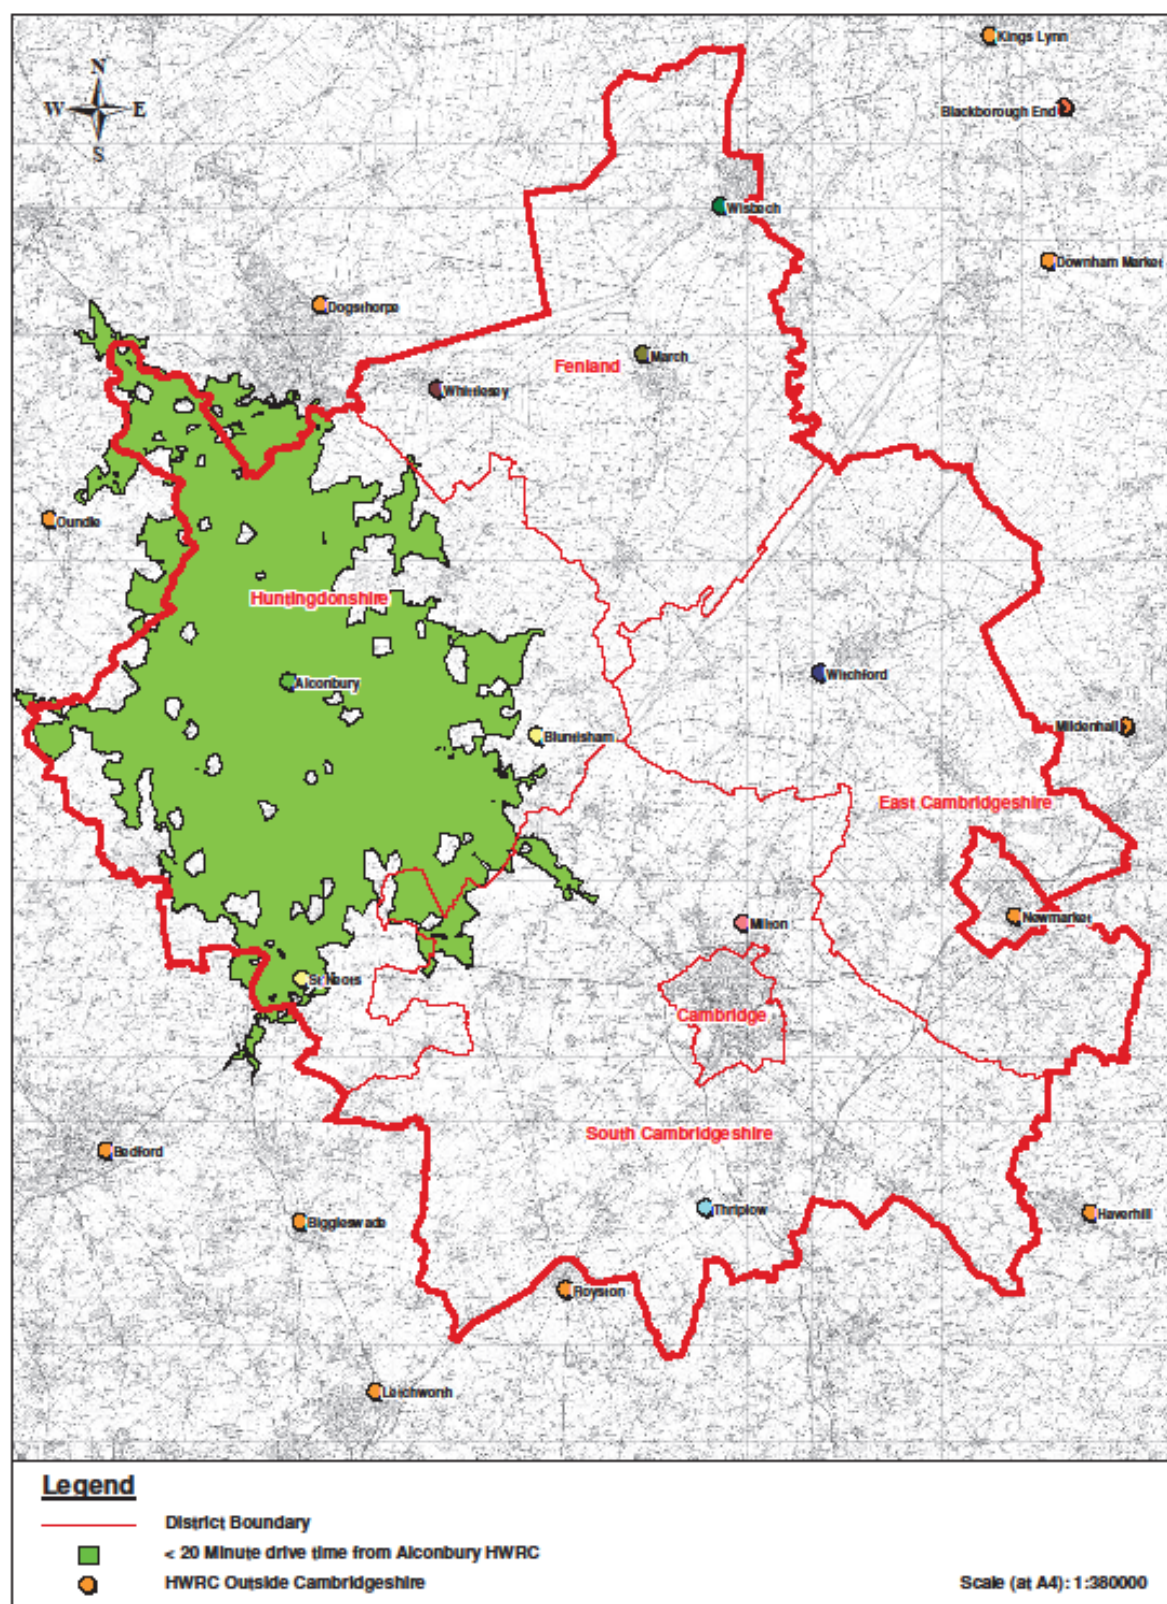 Kings Lynn
N
W E
S
Blackborough End
Wisbech
Downham Market
Dogsthorpe
March
Fenland
Whittlesey
Oundle
Huntingdonshire
Witchford
Alconbury
Mildenhall
Bluntisham
East Cambridgeshire
Newmarket
Milton
St Neots
Cambridge
South Cambridgeshire
Bedford
Thriplow
Haverhill
Biggleswade
Royston
Letchworth
Legend
District Boundary
< 20 Minute drive time from Alconbury HWRC
HWRC Outside Cambridgeshire
Scale (at A4): 1:380000